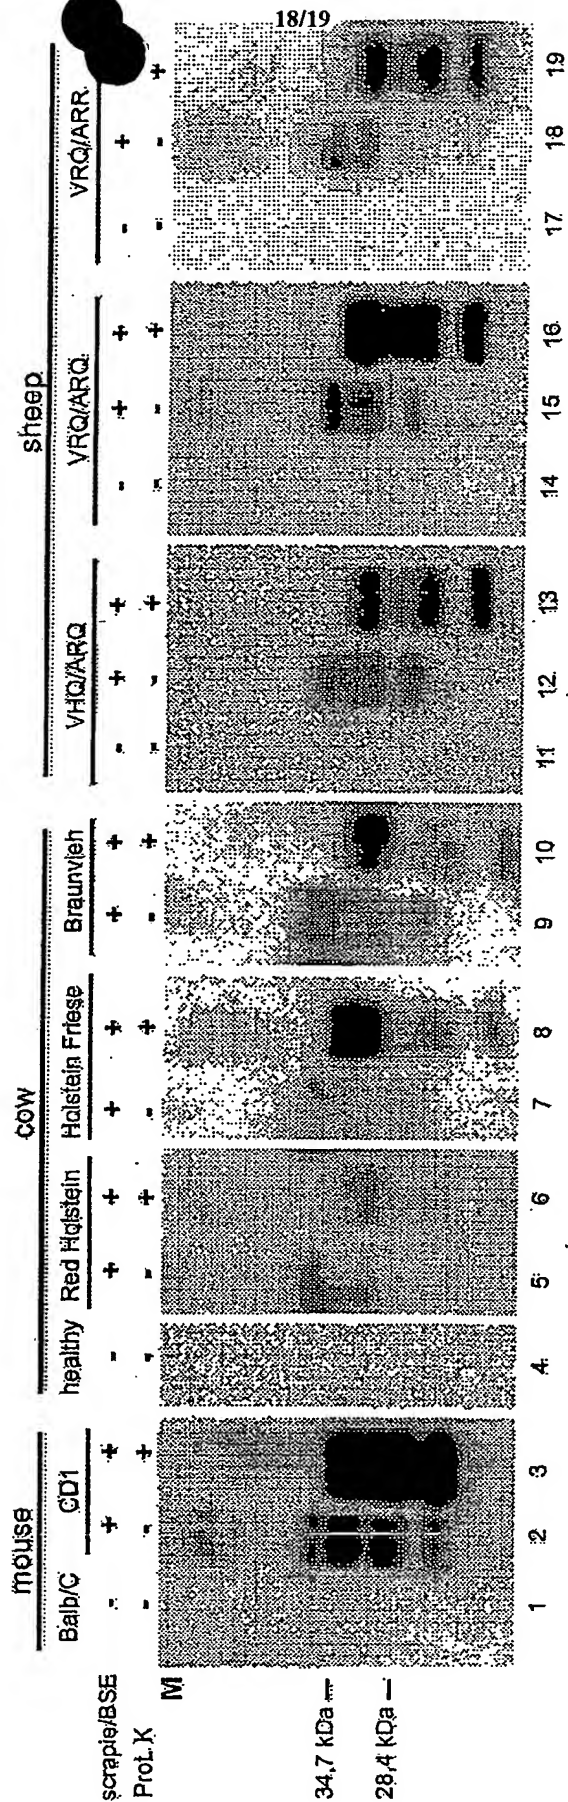 18/19
mouse cow sheep
Balb/C CD1 healthy Red Holstein Holstein Friese Braunvieh VHQ/ARQ VRQ/ARQ VRQ/ARR
scrapie/BSE - + + - + + + + + + - + + - + + - +
Prot.K - - + - - + - + - + - - + - - + - - +
M
34,7 kDa
28,4 kDa
1 2 3 4 5 6 7 8 9 10 11 12 13 14 15 16 17 18 19